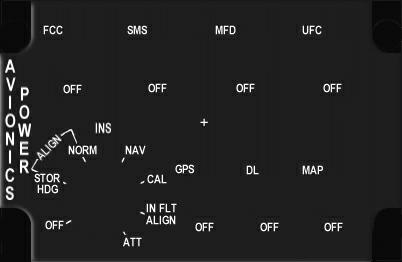 FCC SMS MFD UFC
AVIONICS
POWER
OFF OFF OFF OFF
INS
ALIGN
NORM NAV
GPS DL MAP
STOR
HDG
CAL
IN FLT
ALIGN
OFF OFF OFF OFF
ATT